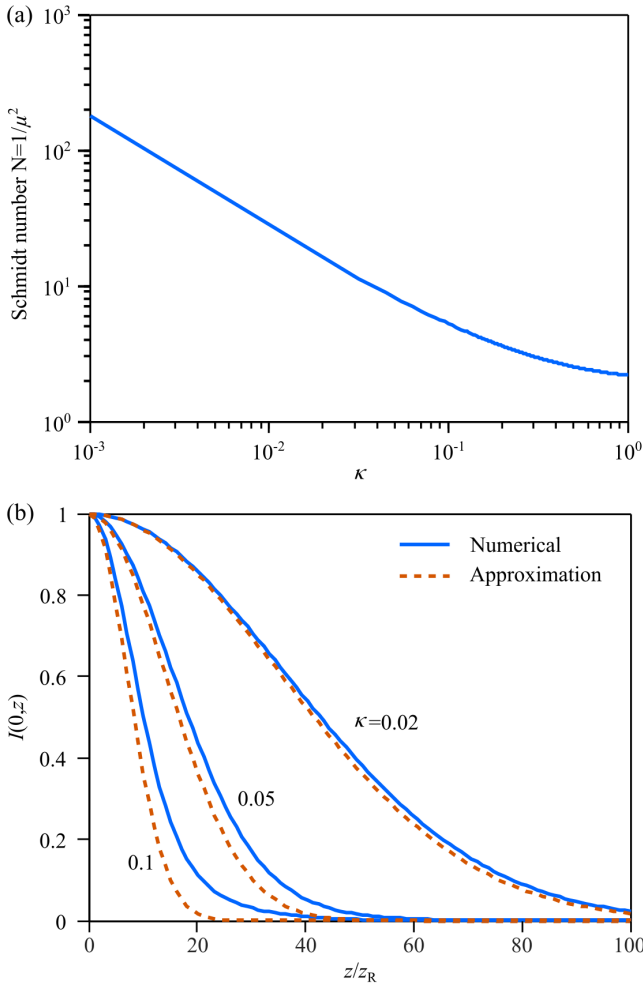 (a)
Schmidt number N=1/μ²
10³
10²
10¹
10⁰
10⁻³ 10⁻² 10⁻¹ 10⁰
κ
(b)
I(0,z)
1
0.8
0.6
0.4
0.2
0
Numerical
Approximation
κ=0.02
0.05
0.1
0 20 40 60 80 100
z/z_R